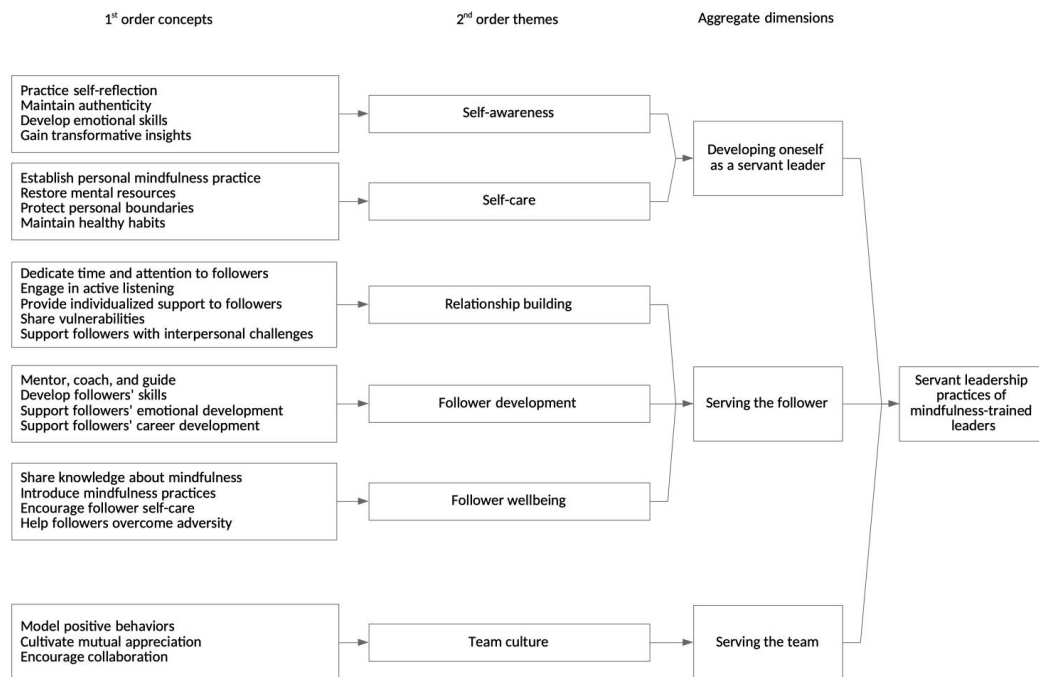 1st order concepts
2nd order themes
Aggregate dimensions
Practice self-reflection
Maintain authenticity
Develop emotional skills
Gain transformative insights
Self-awareness
Developing oneself
as a servant leader
Establish personal mindfulness practice
Restore mental resources
Protect personal boundaries
Maintain healthy habits
Self-care
Dedicate time and attention to followers
Engage in active listening
Provide individualized support to followers
Share vulnerabilities
Support followers with interpersonal challenges
Relationship building
Mentor, coach, and guide
Develop followers' skills
Support followers' emotional development
Support followers' career development
Follower development
Serving the follower
Servant leadership
practices of
mindfulness-trained
leaders
Share knowledge about mindfulness
Introduce mindfulness practices
Encourage follower self-care
Help followers overcome adversity
Follower wellbeing
Model positive behaviors
Cultivate mutual appreciation
Encourage collaboration
Team culture
Serving the team